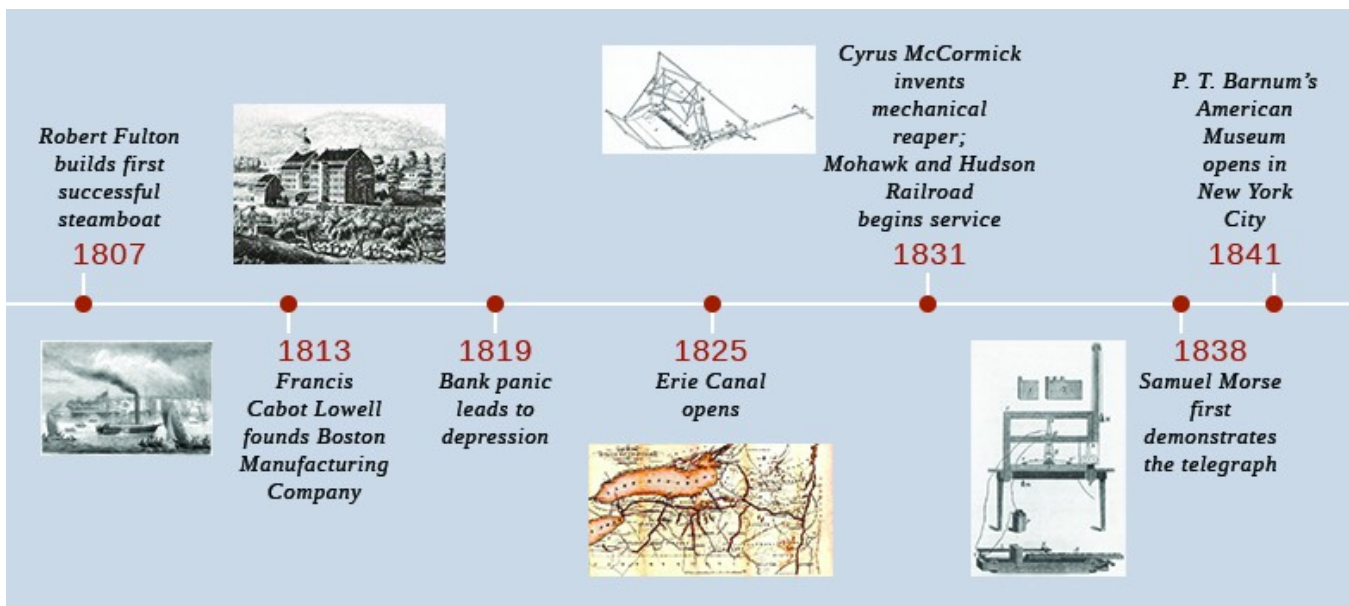 Robert Fulton
builds first
successful
steamboat
1807
1813
Francis
Cabot Lowell
founds Boston
Manufacturing
Company
1819
Bank panic
leads to
depression
1825
Erie Canal
opens
Cyrus McCormick
invents
mechanical
reaper;
Mohawk and Hudson
Railroad
begins service
1831
1838
Samuel Morse
first
demonstrates
the telegraph
P. T. Barnum’s
American
Museum
opens in
New York
City
1841